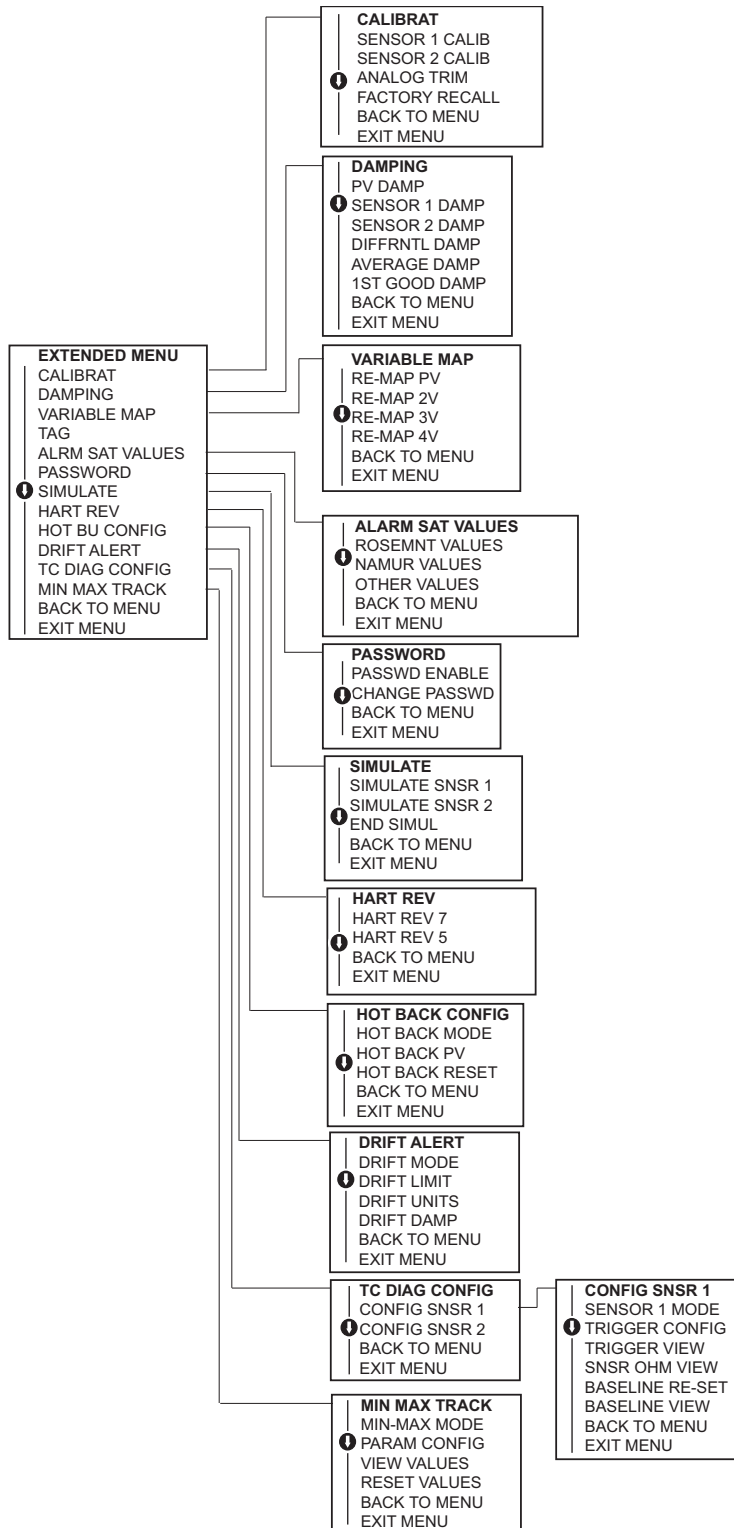 CALIBRAT
SENSOR 1 CALIB
SENSOR 2 CALIB
ANALOG TRIM
FACTORY RECALL
BACK TO MENU
EXIT MENU
DAMPING
PV DAMP
SENSOR 1 DAMP
SENSOR 2 DAMP
DIFFRNTL DAMP
AVERAGE DAMP
1ST GOOD DAMP
BACK TO MENU
EXIT MENU
EXTENDED MENU
CALIBRAT
DAMPING
VARIABLE MAP
TAG
ALRM SAT VALUES
PASSWORD
SIMULATE
HART REV
HOT BU CONFIG
DRIFT ALERT
TC DIAG CONFIG
MIN MAX TRACK
BACK TO MENU
EXIT MENU
VARIABLE MAP
RE-MAP PV
RE-MAP 2V
RE-MAP 3V
RE-MAP 4V
BACK TO MENU
EXIT MENU
ALARM SAT VALUES
ROSEMNT VALUES
NAMUR VALUES
OTHER VALUES
BACK TO MENU
EXIT MENU
PASSWORD
PASSWD ENABLE
CHANGE PASSWD
BACK TO MENU
EXIT MENU
SIMULATE
SIMULATE SNSR 1
SIMULATE SNSR 2
END SIMUL
BACK TO MENU
EXIT MENU
HART REV
HART REV 7
HART REV 5
BACK TO MENU
EXIT MENU
HOT BACK CONFIG
HOT BACK MODE
HOT BACK PV
HOT BACK RESET
BACK TO MENU
EXIT MENU
DRIFT ALERT
DRIFT MODE
DRIFT LIMIT
DRIFT UNITS
DRIFT DAMP
BACK TO MENU
EXIT MENU
TC DIAG CONFIG
CONFIG SNSR 1
CONFIG SNSR 2
BACK TO MENU
EXIT MENU
CONFIG SNSR 1
SENSOR 1 MODE
TRIGGER CONFIG
TRIGGER VIEW
SNSR OHM VIEW
BASELINE RE-SET
BASELINE VIEW
BACK TO MENU
EXIT MENU
MIN MAX TRACK
MIN-MAX MODE
PARAM CONFIG
VIEW VALUES
RESET VALUES
BACK TO MENU
EXIT MENU